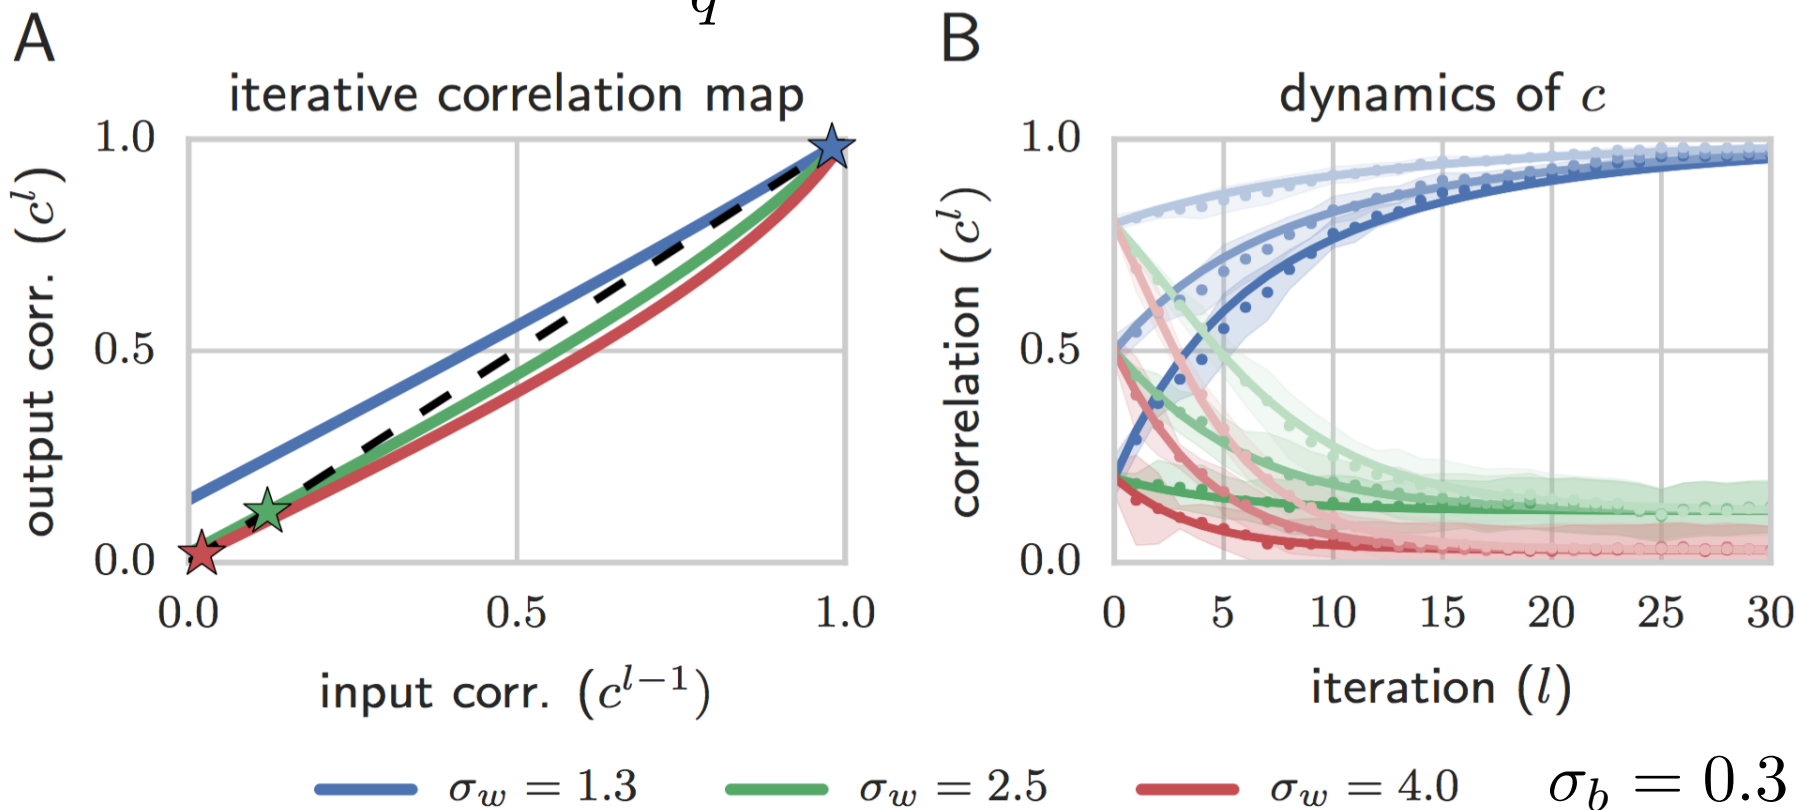 q
A
iterative correlation map
output corr. (c^l)
1.0
0.5
0.0
0.0 0.5 1.0
input corr. (c^{l−1})
B
dynamics of c
correlation (c^l)
1.0
0.5
0.0
0 5 10 15 20 25 30
iteration (l)
σ_w = 1.3 σ_w = 2.5 σ_w = 4.0 σ_b = 0.3